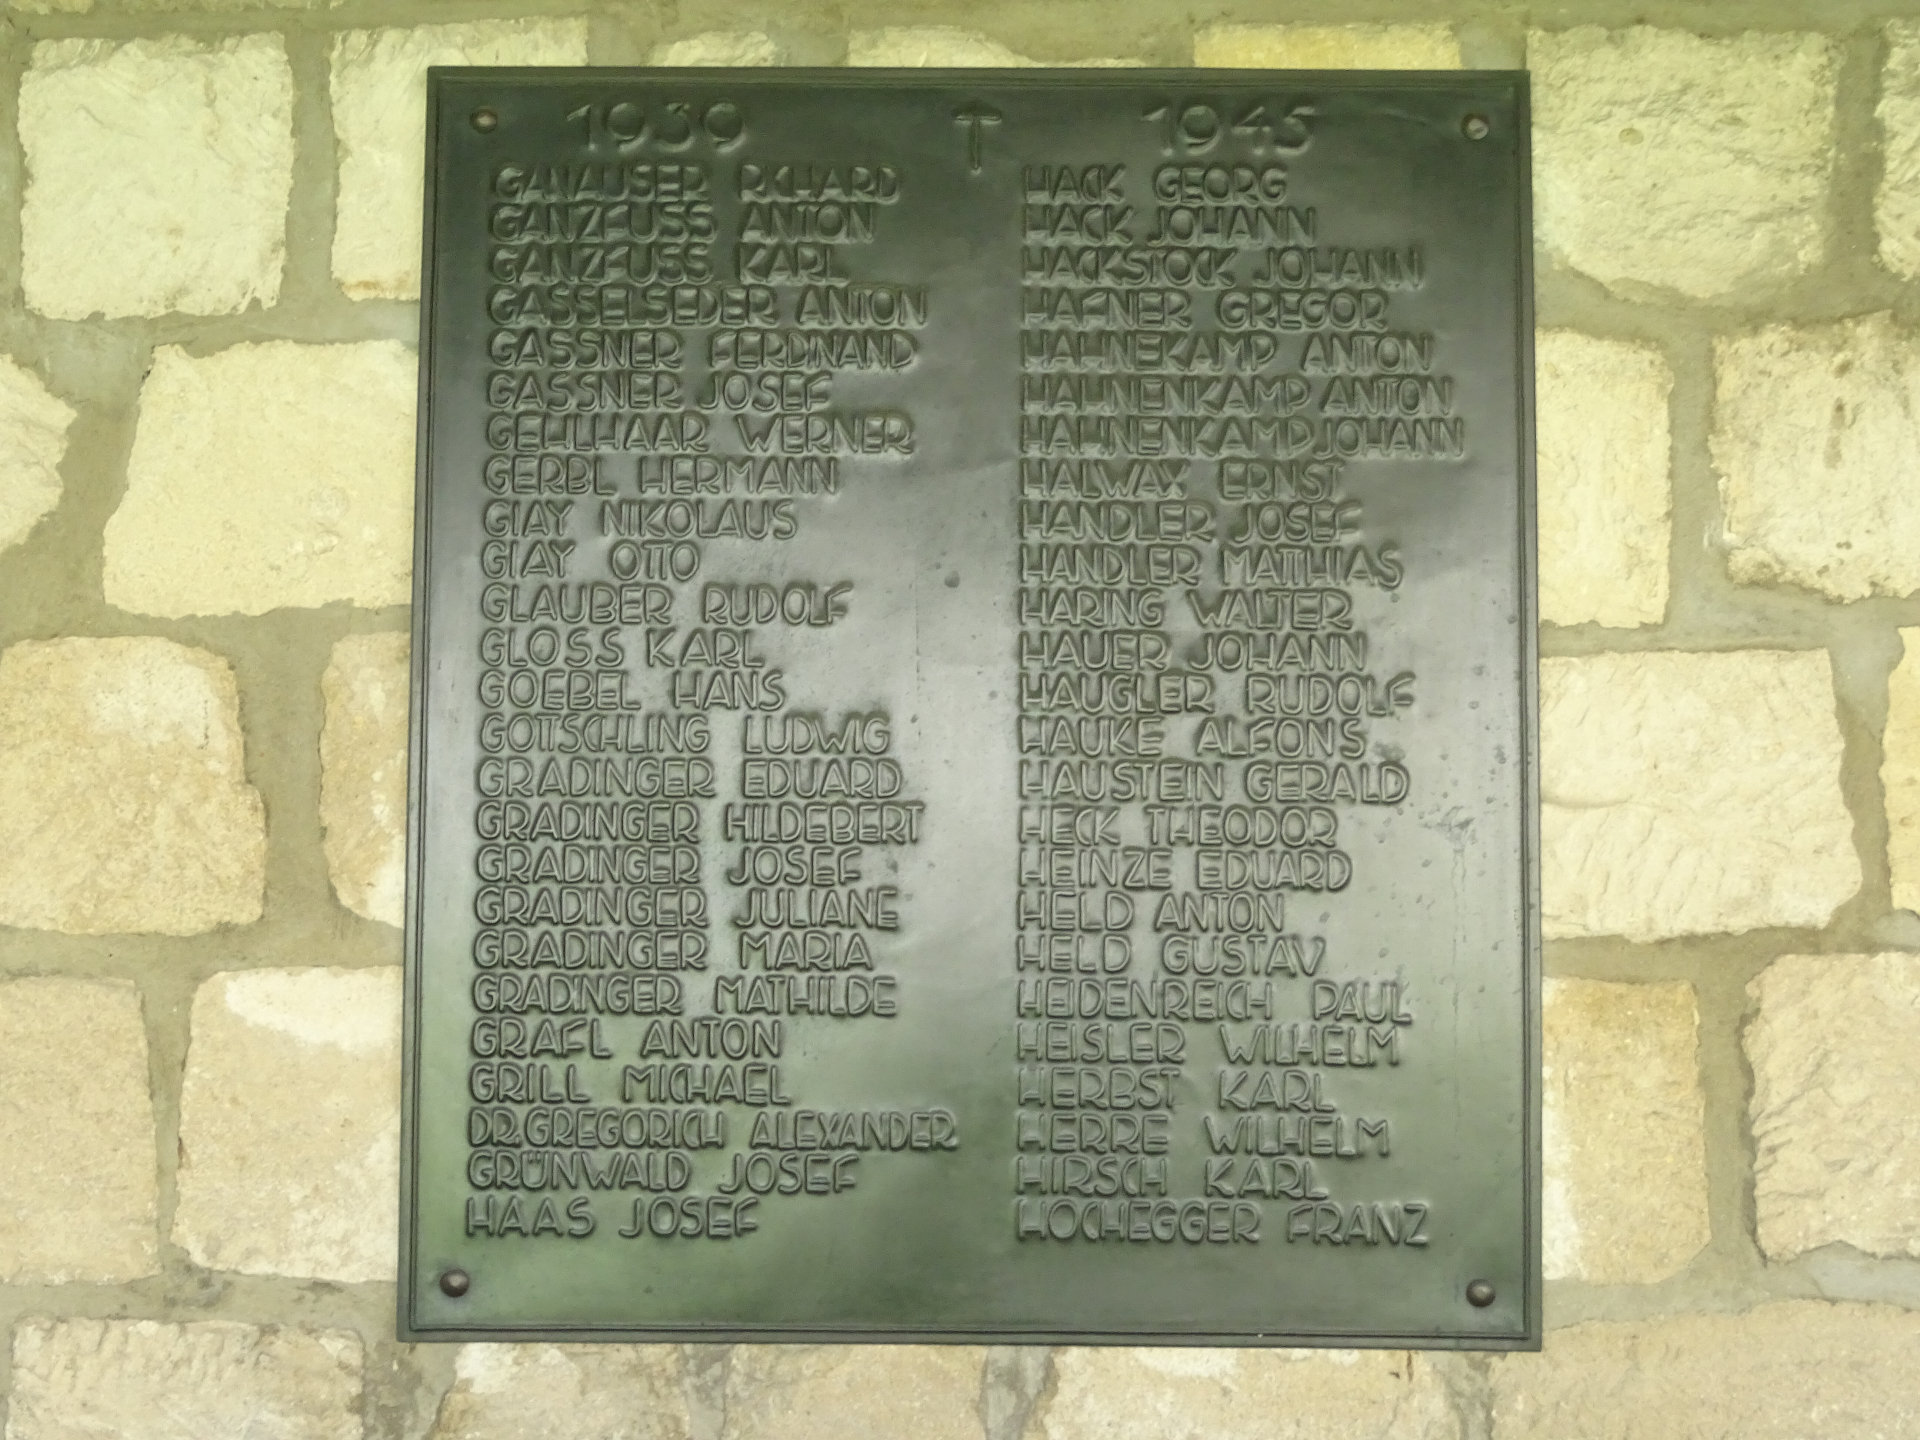 1939 1945
GANAUSER RICHARD
GANZFUSS ANTON
GANZFUSS KARL
GASSELSEDER ANTON
GASSNER FERDINAND
GASSNER JOSEF
GEHLHAAR WERNER
GERBL HERMANN
GIAY NIKOLAUS
GIAY OTTO
GLAUBER RUDOLF
GLOSS KARL
GOEBEL HANS
GOTTSCHLING LUDWIG
GRADINGER EDUARD
GRADINGER HILDEBERT
GRADINGER JOSEF
GRADINGER JULIANE
GRADINGER MARIA
GRADINGER MATHILDE
GRAFL ANTON
GRILL MICHAEL
DR. GREGORICH ALEXANDER
GRÜNWALD JOSEF
HAAS JOSEF
HACK GEORG
HACK JOHANN
HACKSTOCK JOHANN
HAFNER GREGOR
HAHNEKAMP ANTON
HAHNENKAMP ANTON
HAHNENKAMP JOHANN
HALWAX ERNST
HANDLER JOSEF
HANDLER MATTHIAS
HARING WALTER
HAUER JOHANN
HAUGLER RUDOLF
HAUKE ALFONS
HAUSTEIN GERALD
HECK THEODOR
HEINZE EDUARD
HELD ANTON
HELD GUSTAV
HEIDENREICH PAUL
HEISLER WILHELM
HERBST KARL
HERRE WILHELM
HIRSCH KARL
HOCHEGGER FRANZ